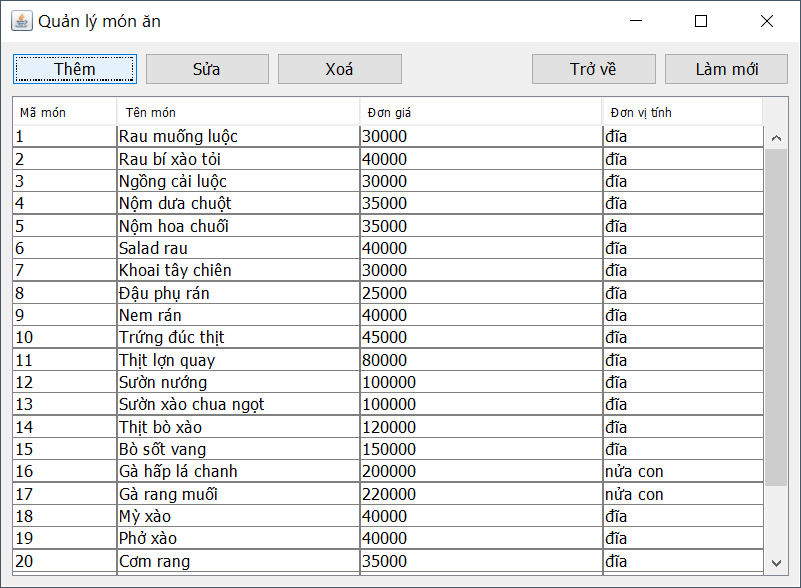 Quản lý món ăn
Thêm Sửa Xoá Trở về Làm mới
Mã món Tên món Đơn giá Đơn vị tính
1 Rau muống luộc 30000 đĩa
2 Rau bí xào tỏi 40000 đĩa
3 Ngồng cải luộc 30000 đĩa
4 Nộm dưa chuột 35000 đĩa
5 Nộm hoa chuối 35000 đĩa
6 Salad rau 40000 đĩa
7 Khoai tây chiên 30000 đĩa
8 Đậu phụ rán 25000 đĩa
9 Nem rán 40000 đĩa
10 Trứng đúc thịt 45000 đĩa
11 Thịt lợn quay 80000 đĩa
12 Sườn nướng 100000 đĩa
13 Sườn xào chua ngọt 100000 đĩa
14 Thịt bò xào 120000 đĩa
15 Bò sốt vang 150000 đĩa
16 Gà hấp lá chanh 200000 nửa con
17 Gà rang muối 220000 nửa con
18 Mỳ xào 40000 đĩa
19 Phở xào 40000 đĩa
20 Cơm rang 35000 đĩa